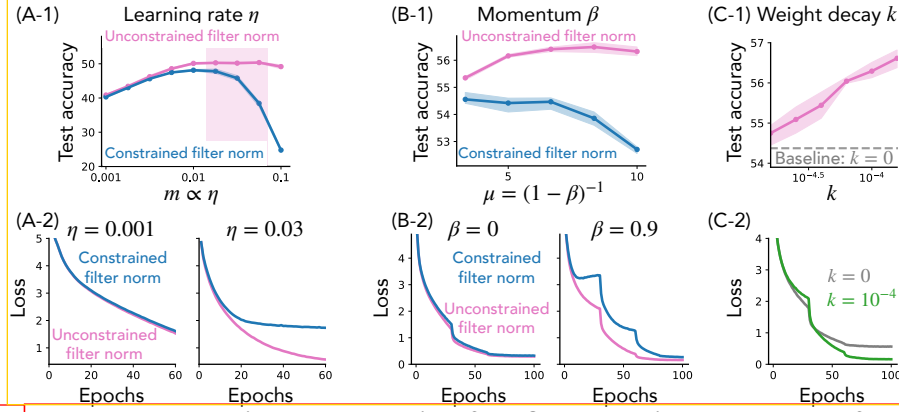 (A-1) Learning rate η
Unconstrained filter norm
Test accuracy
50
40
30
20
Constrained filter norm
0.001
0.01
0.1
m ∝ η
(B-1) Momentum β
Unconstrained filter norm
Test accuracy
56
55
54
53
Constrained filter norm
5
10
μ = (1 − β)⁻¹
(C-1) Weight decay k
Test accuracy
57
56
55
54
Baseline: k = 0
10⁻⁴·⁵
10⁻⁴
k
(A-2) η = 0.001
η = 0.03
Loss
5
4
3
2
1
Constrained
filter norm
Unconstrained
filter norm
0
60
0
20
40
60
Epochs
Epochs
(B-2) β = 0
β = 0.9
Loss
4
3
2
1
0
Constrained
filter norm
Unconstrained
filter norm
0
50
100
0
50
100
Epochs
Epochs
(C-2)
Loss
4
3
2
1
0
k = 0
k = 10⁻⁴
0
50
100
Epochs